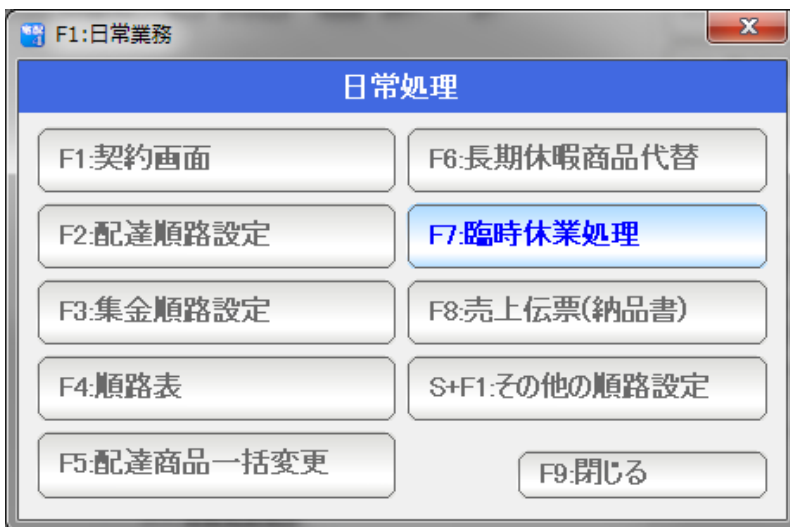 F1:日常業務
日常処理
F1:契約画面
F2:配達順路設定
F3:集金順路設定
F4:順路表
F5:配達商品一括変更
F6:長期休暇商品代替
F7:臨時休業処理
F8:売上伝票(納品書)
S+F1:その他の順路設定
F9:閉じる